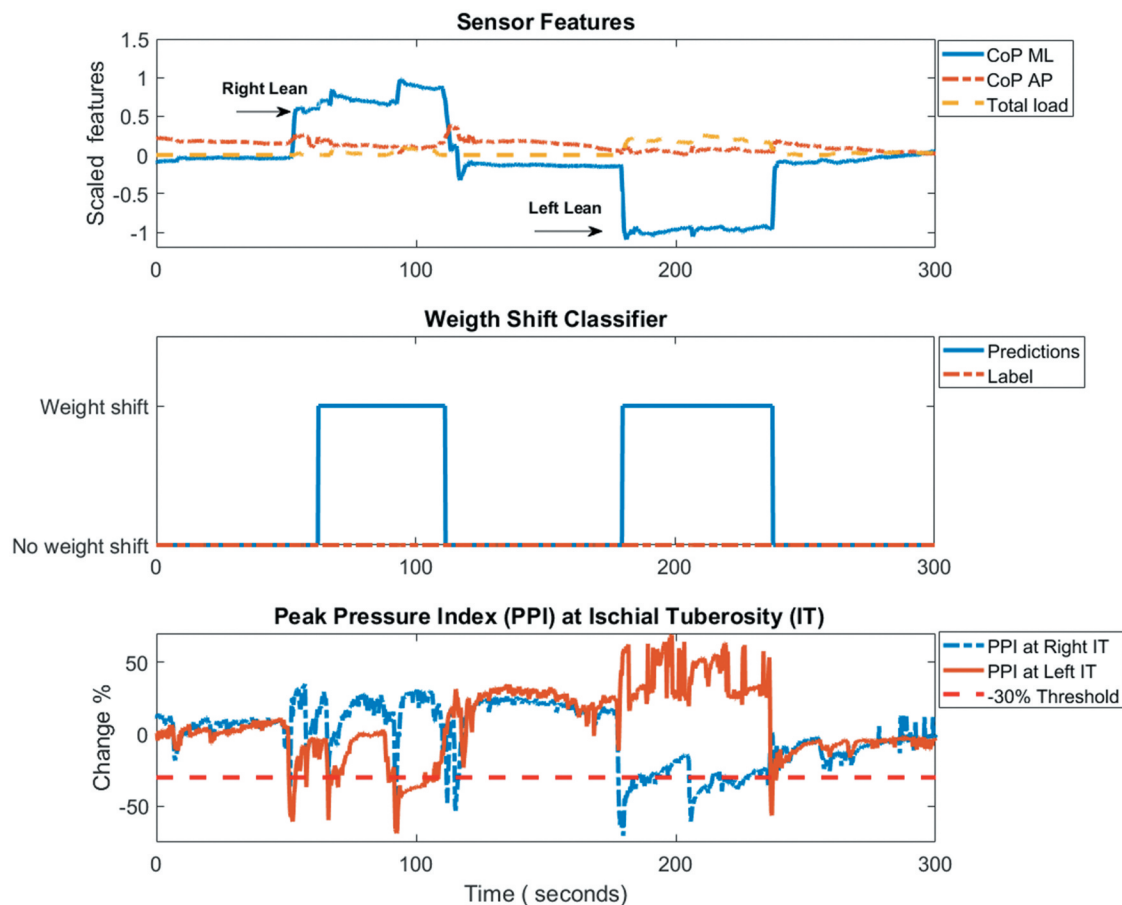 Sensor Features
1.5
1
0.5
0
-0.5
-1
Scaled features
Right Lean
Left Lean
CoP ML
CoP AP
Total load
0 100 200 300
Weigth Shift Classifier
Weight shift
No weight shift
Predictions
Label
0 100 200 300
Peak Pressure Index (PPI) at Ischial Tuberosity (IT)
50
0
-50
Change %
PPI at Right IT
PPI at Left IT
-30% Threshold
0 100 200 300
Time ( seconds)